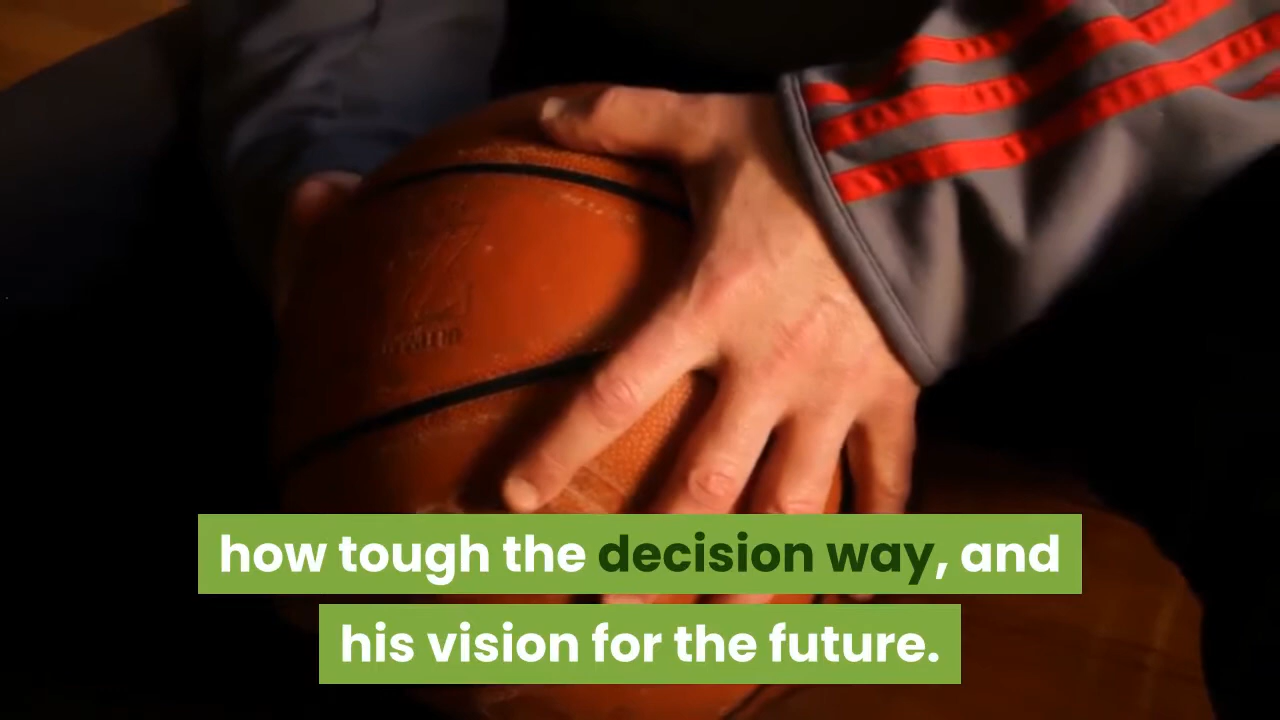 how tough the decision way, and
his vision for the future.